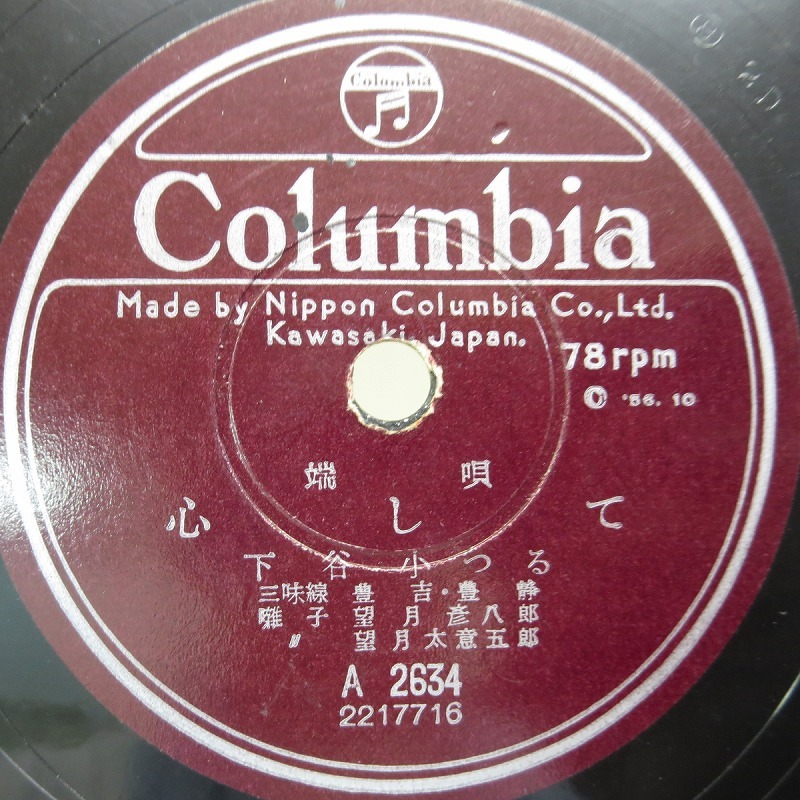 Columbia
Columbia
Made by Nippon Columbia Co.,Ltd.
Kawasaki, Japan.
78rpm
'56. 10
端唄
心して
下谷小つる
三味線 豊吉・豊静
囃子 望月彦八郎
〃 望月太意五郎
A 2634
2217716